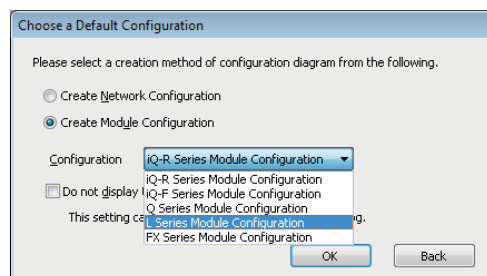 Choose a Default Configuration
Please select a creation method of configuration diagram from the following.
Create Network Configuration
Create Module Configuration
Configuration iQ-R Series Module Configuration
iQ-R Series Module Configuration
Do not display
iQ-F Series Module Configuration
Q Series Module Configuration
This setting ca
L Series Module Configuration
g.
FX Series Module Configuration
OK Back